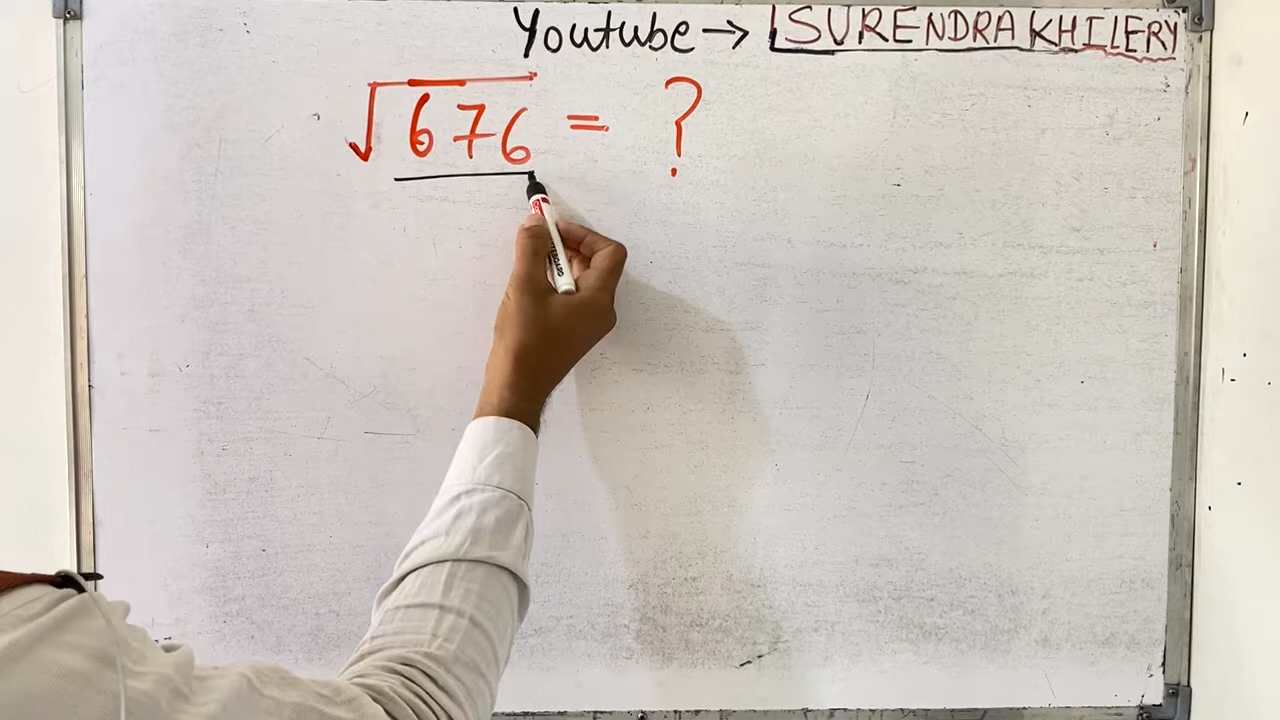 Youtube → SURENDRA KHILERY
√676 = ?